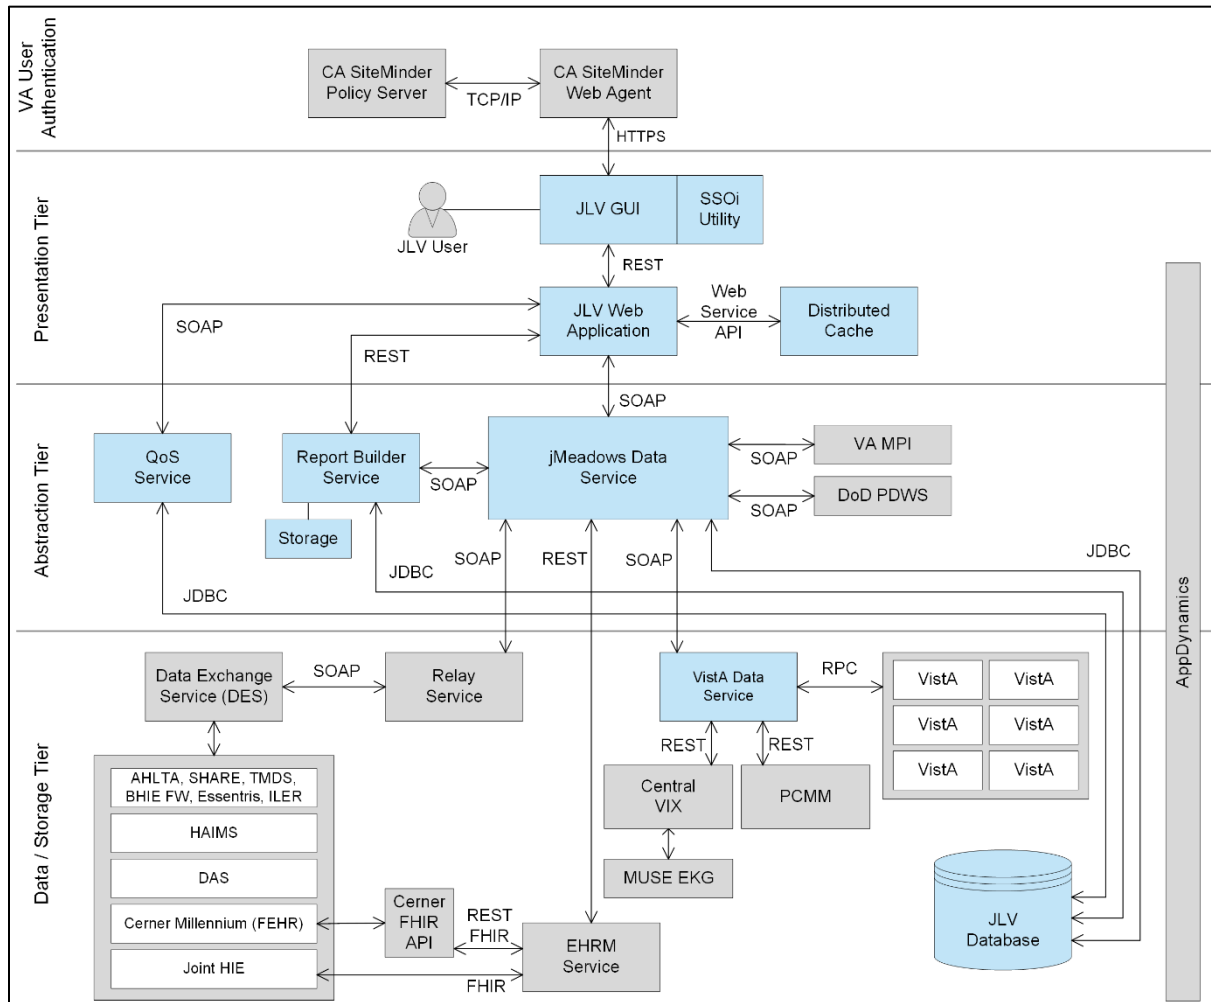 VA User
Authentication
CA SiteMinder
Policy Server
TCP/IP
CA SiteMinder
Web Agent
HTTPS
Presentation Tier
JLV User
JLV GUI
SSOi
Utility
REST
SOAP
REST
JLV Web
Application
Web
Service
API
Distributed
Cache
SOAP
Abstraction Tier
QoS
Service
Report Builder
Service
SOAP
Storage
jMeadows Data
Service
SOAP
VA MPI
SOAP
DoD PDWS
SOAP
REST
SOAP
JDBC
JDBC
JDBC
AppDynamics
Data / Storage Tier
Data Exchange
Service (DES)
SOAP
Relay
Service
VistA Data
Service
RPC
VistA
VistA
VistA
VistA
VistA
VistA
REST
REST
Central
VIX
PCMM
MUSE EKG
AHLTA, SHARE, TMDS,
BHIE FW, Essentris, ILER
HAIMS
DAS
Cerner Millennium (FEHR)
Joint HIE
Cerner
FHIR
API
REST
FHIR
FHIR
EHRM
Service
JLV
Database